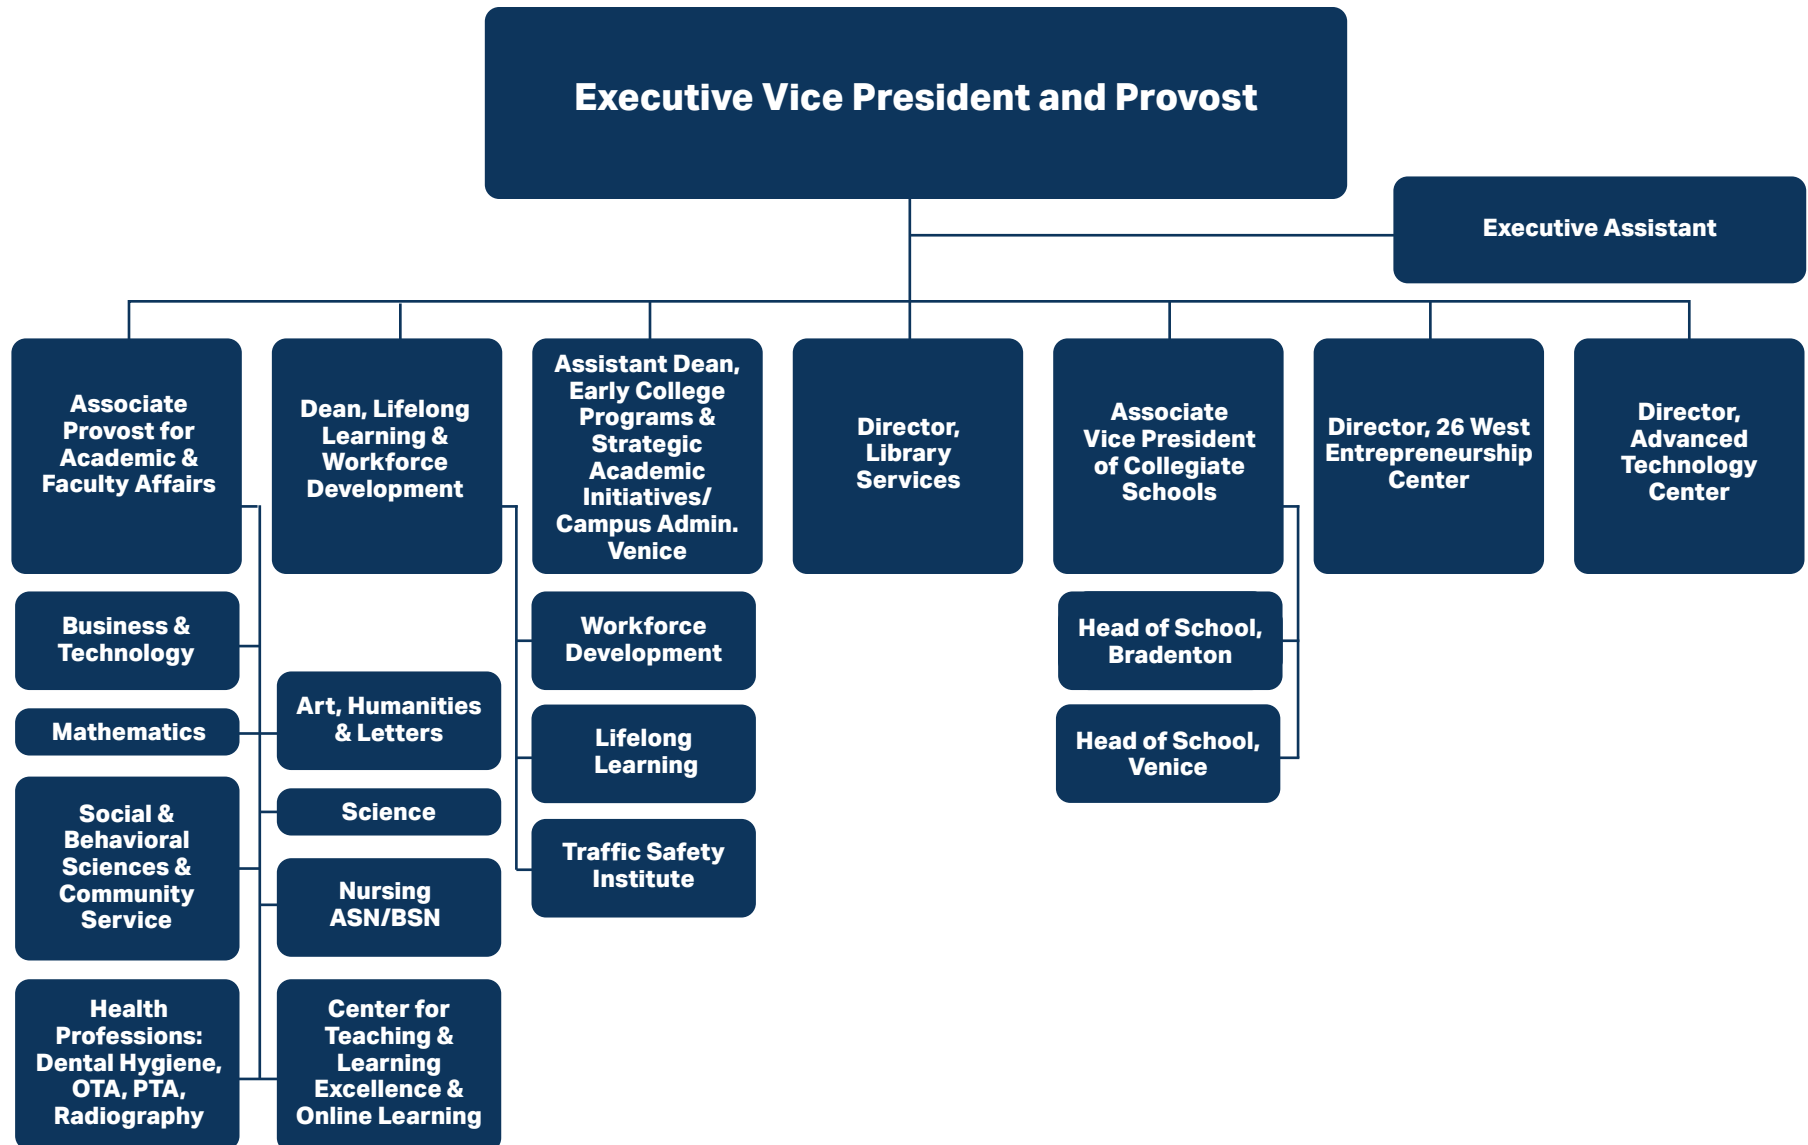 Executive Vice President and Provost
Executive Assistant
Associate
Provost for
Academic &
Faculty Affairs
Dean, Lifelong
Learning &
Workforce
Development
Assistant Dean,
Early College
Programs &
Strategic
Academic
Initiatives/
Campus Admin.
Venice
Director,
Library
Services
Associate
Vice President
of Collegiate
Schools
Director, 26 West
Entrepreneurship
Center
Director,
Advanced
Technology
Center
Business &
Technology
Mathematics
Social &
Behavioral
Sciences &
Community
Service
Health
Professions:
Dental Hygiene,
OTA, PTA,
Radiography
Art, Humanities
& Letters
Science
Nursing
ASN/BSN
Center for
Teaching &
Learning
Excellence &
Online Learning
Workforce
Development
Lifelong
Learning
Traffic Safety
Institute
Head of School,
Bradenton
Head of School,
Venice